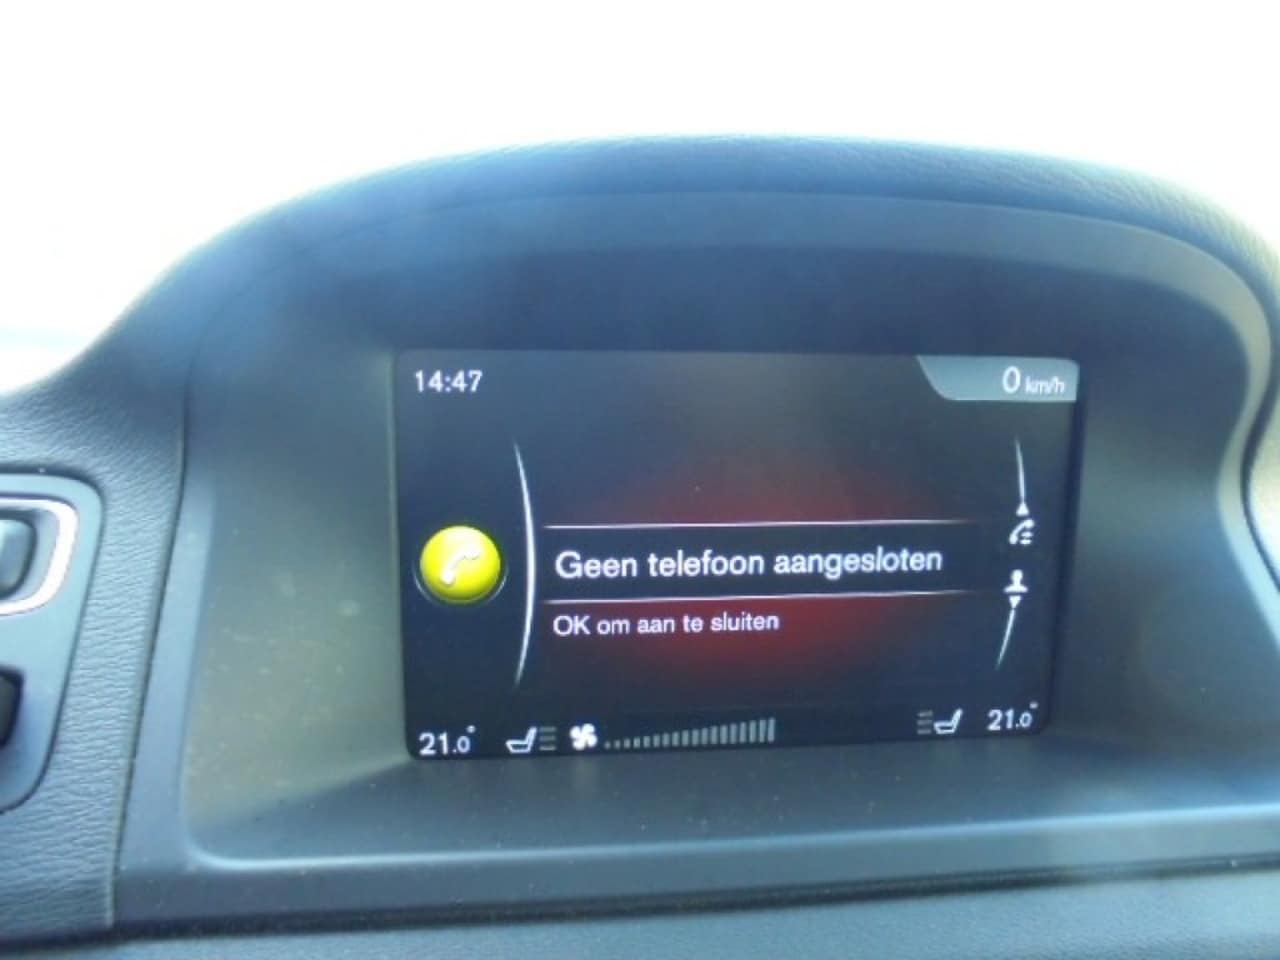 14:47
0 km/h
Geen telefoon aangesloten
OK om aan te sluiten
21.0°
21.0°